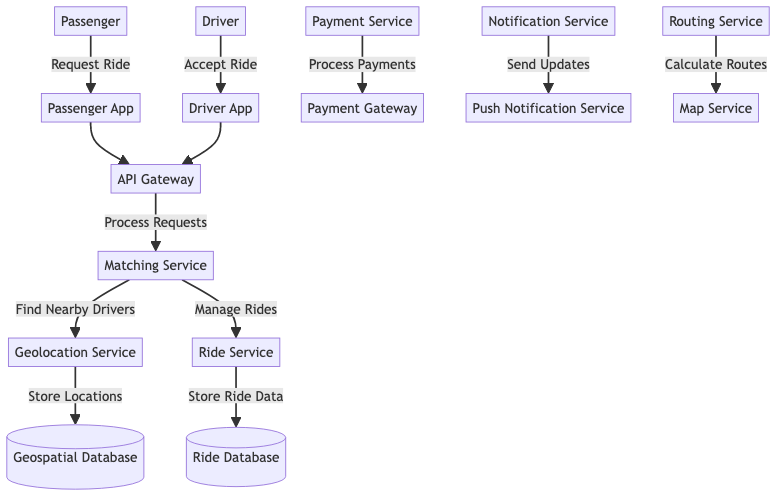 Passenger
Driver
Payment Service
Notification Service
Routing Service
Request Ride
Accept Ride
Process Payments
Send Updates
Calculate Routes
Passenger App
Driver App
Payment Gateway
Push Notification Service
Map Service
API Gateway
Process Requests
Matching Service
Find Nearby Drivers
Manage Rides
Geolocation Service
Ride Service
Store Locations
Store Ride Data
Geospatial Database
Ride Database